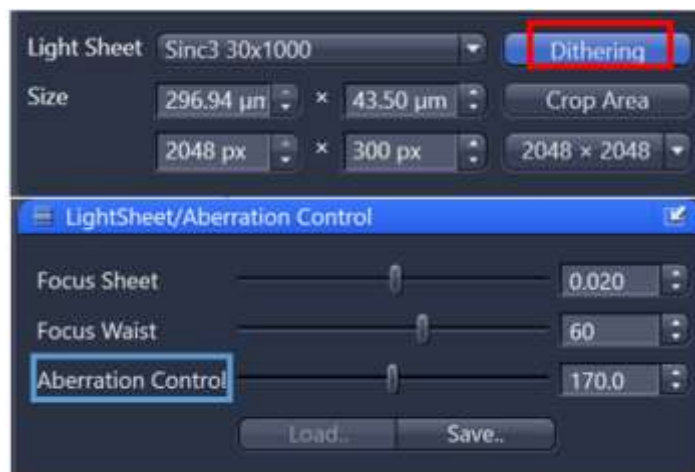 Light Sheet Sinc3 30x1000 Dithering
Size 296.94 µm × 43.50 µm Crop Area
2048 px × 300 px 2048 × 2048
LightSheet/Aberration Control
Focus Sheet 0.020
Focus Waist 60
Aberration Control 170.0
Load.. Save..